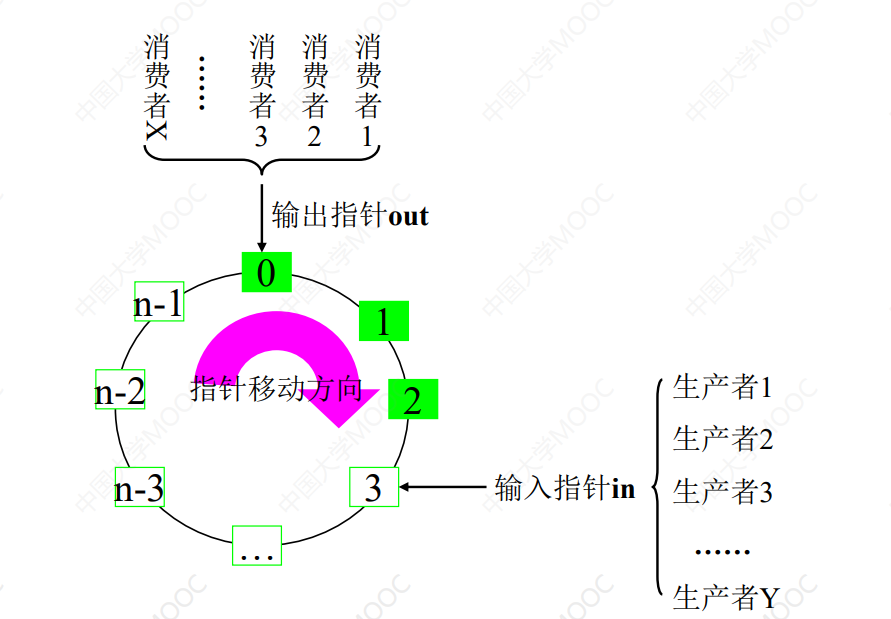 消费者X
……
消费者3
消费者2
消费者1
输出指针out
0
n-1
1
指针移动方向
n-2
2
n-3
3
…
输入指针in
生产者1
生产者2
生产者3
……
生产者Y
中国大学MOOC